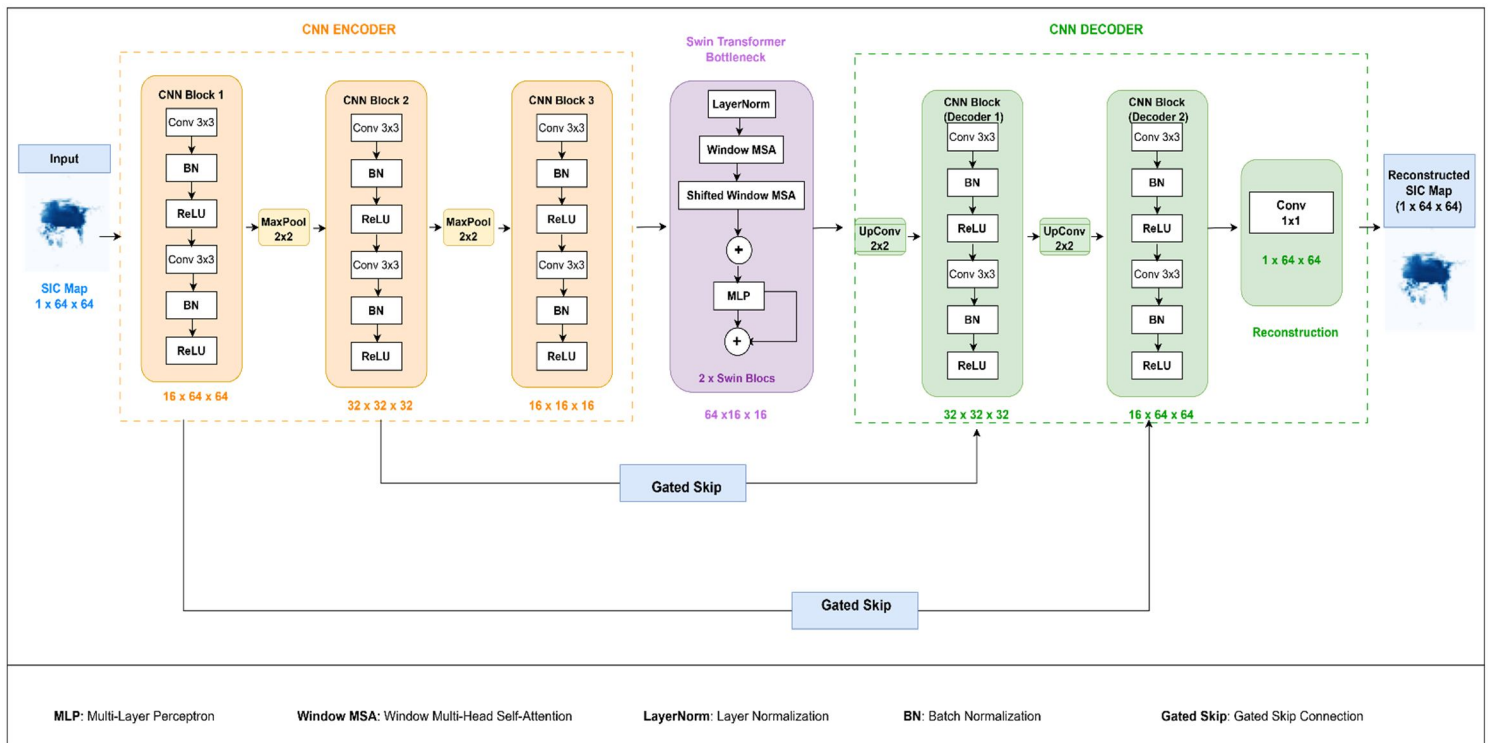 CNN ENCODER
Swin Transformer
Bottleneck
CNN DECODER
Input
SIC Map
1 x 64 x 64
CNN Block 1
Conv 3x3
BN
ReLU
Conv 3x3
BN
ReLU
16 x 64 x 64
MaxPool
2x2
CNN Block 2
Conv 3x3
BN
ReLU
Conv 3x3
BN
ReLU
32 x 32 x 32
MaxPool
2x2
CNN Block 3
Conv 3x3
BN
ReLU
Conv 3x3
BN
ReLU
16 x 16 x 16
LayerNorm
Window MSA
Shifted Window MSA
+
MLP
+
2 x Swin Blocs
64 x16 x 16
UpConv
2x2
CNN Block
(Decoder 1)
Conv 3x3
BN
ReLU
Conv 3x3
BN
ReLU
32 x 32 x 32
UpConv
2x2
CNN Block
(Decoder 2)
Conv 3x3
BN
ReLU
Conv 3x3
BN
ReLU
16 x 64 x 64
Conv
1x1
1 x 64 x 64
Reconstruction
Reconstructed
SIC Map
(1 x 64 x 64)
Gated Skip
Gated Skip
MLP: Multi-Layer Perceptron
Window MSA: Window Multi-Head Self-Attention
LayerNorm: Layer Normalization
BN: Batch Normalization
Gated Skip: Gated Skip Connection